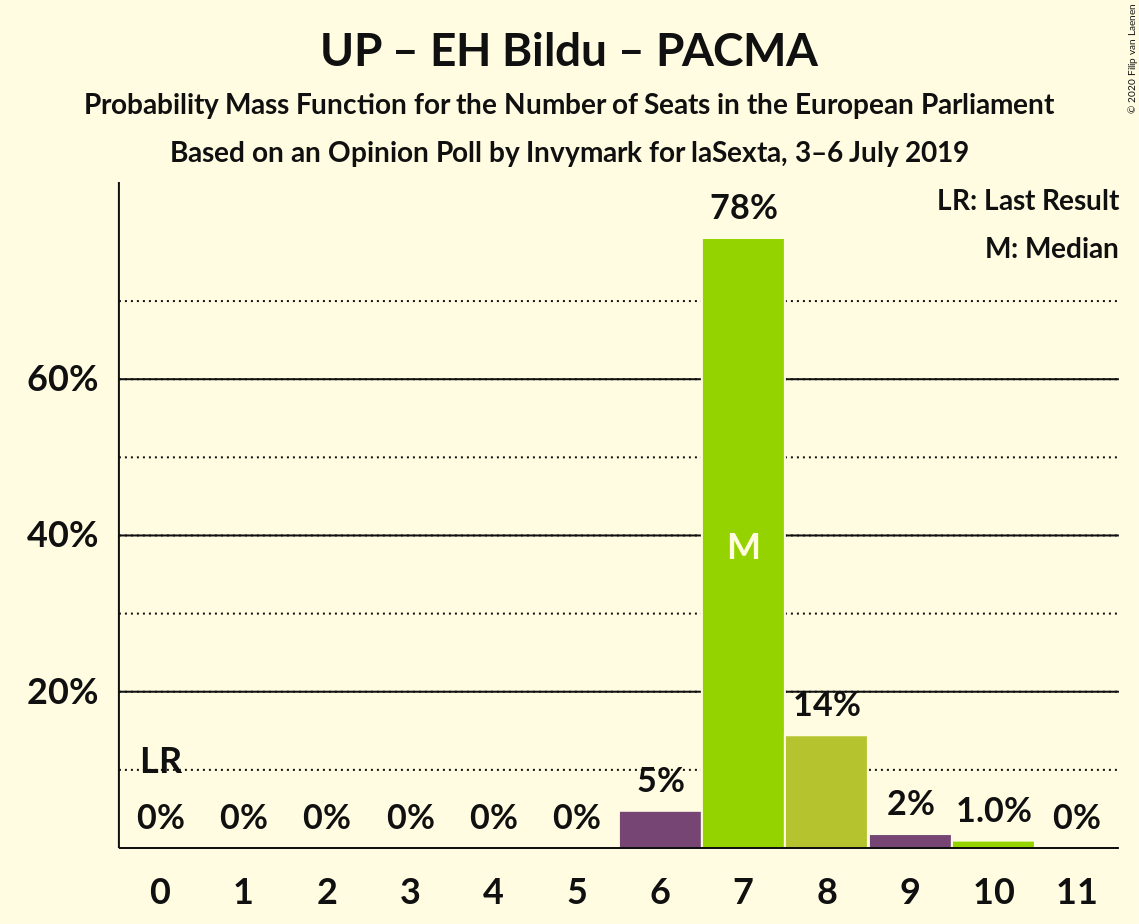 UP – EH Bildu – PACMA
Probability Mass Function for the Number of Seats in the European Parliament
Based on an Opinion Poll by Invymark for laSexta, 3–6 July 2019
© 2020 Filip van Laenen
LR: Last Result
M: Median
78%
60%
40%
20%
M
14%
LR
5%
0%
0%
0%
0%
0%
0%
2%
1.0%
0%
0 1 2 3 4 5 6 7 8 9 10 11